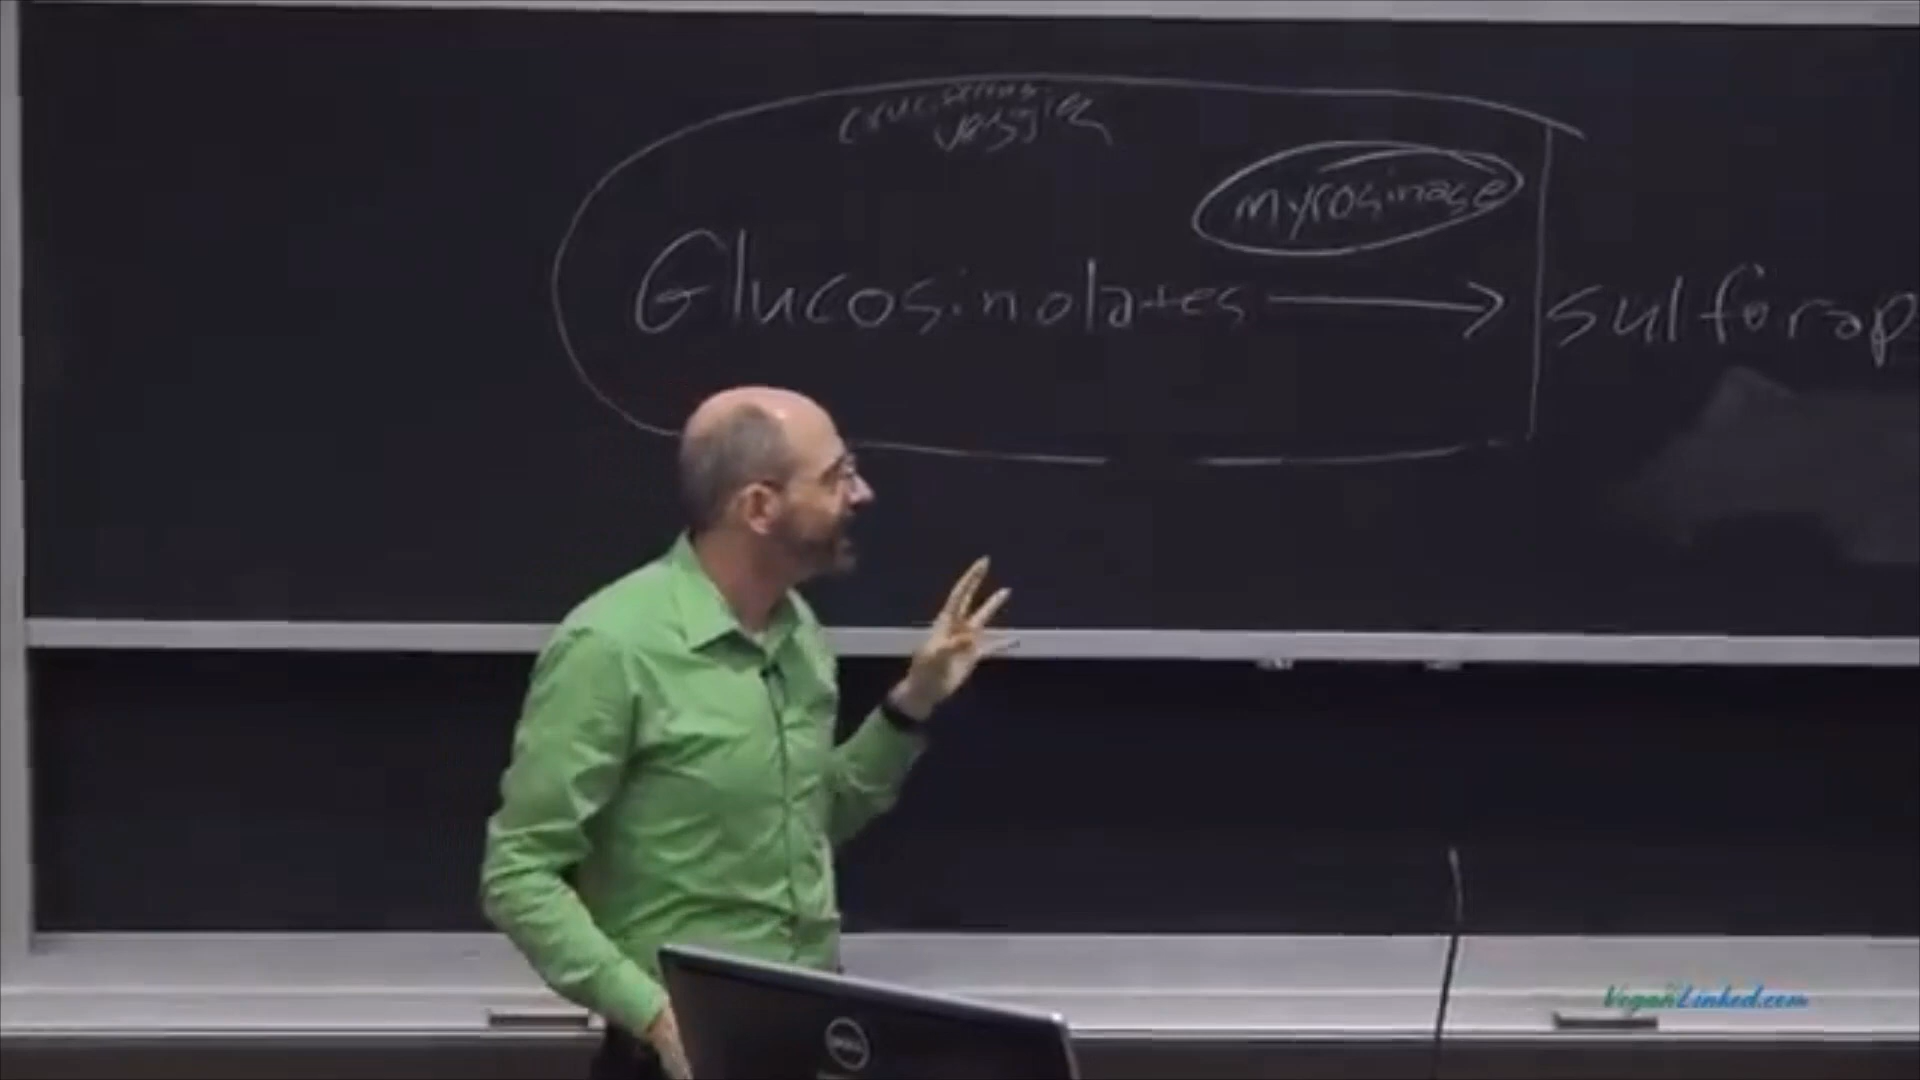 cruciferous
veggies
myrosinase
Glucosinolates → sulforap
DELL
VeganLinked.com